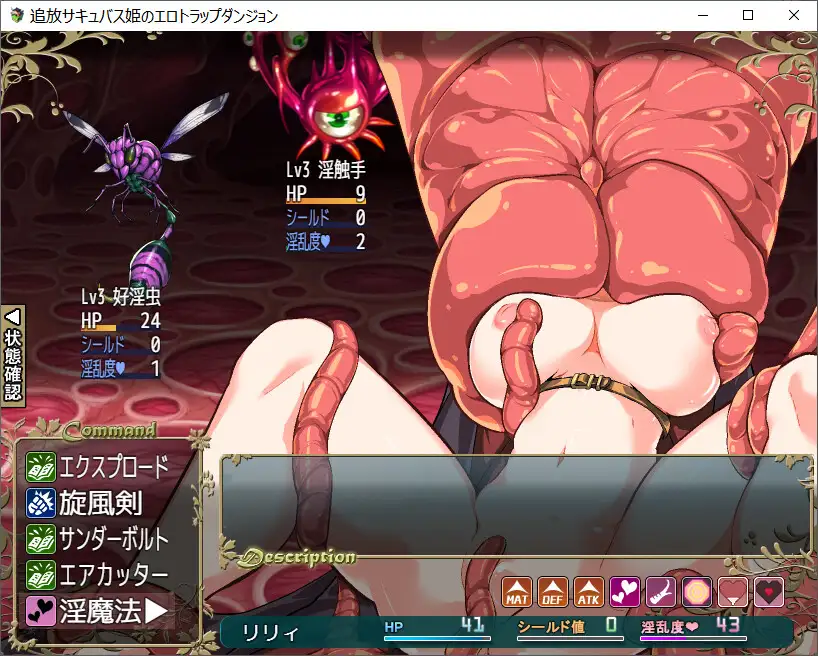 追放サキュバス姫のエロトラップダンジョン
Lv3 淫触手
HP 9
シールド 0
淫乱度♥ 2
Lv3 好淫虫
HP 24
シールド 0
淫乱度♥ 1
◀状態確認
Command
エクスプロード
旋風剣
サンダーボルト
エアカッター
淫魔法▶
Description
MAT DEF ATK
リリィ HP 41 シールド値 0 淫乱度❤ 43